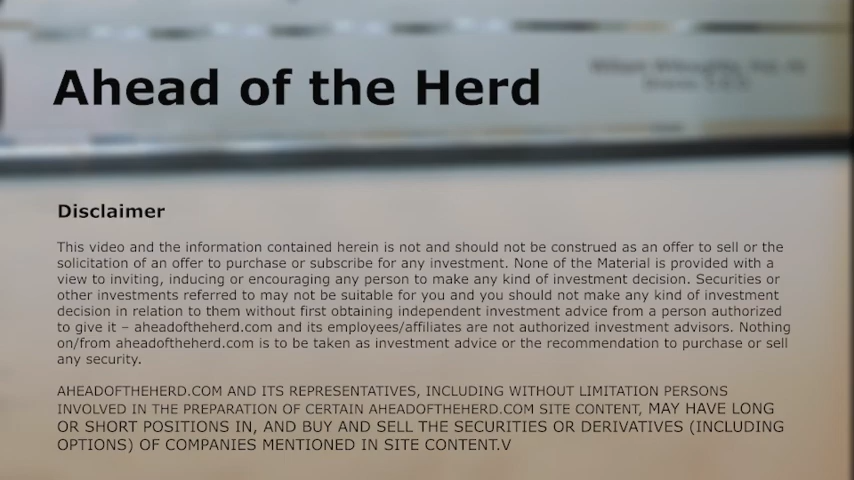 Ahead of the Herd
Disclaimer
This video and the information contained herein is not and should not be construed as an offer to sell or the
solicitation of an offer to purchase or subscribe for any investment. None of the Material is provided with a
view to inviting, inducing or encouraging any person to make any kind of investment decision. Securities or
other investments referred to may not be suitable for you and you should not make any kind of investment
decision in relation to them without first obtaining independent investment advice from a person authorized
to give it – aheadoftheherd.com and its employees/affiliates are not authorized investment advisors. Nothing
on/from aheadoftheherd.com is to be taken as investment advice or the recommendation to purchase or sell
any security.
AHEADOFTHEHERD.COM AND ITS REPRESENTATIVES, INCLUDING WITHOUT LIMITATION PERSONS
INVOLVED IN THE PREPARATION OF CERTAIN AHEADOFTHEHERD.COM SITE CONTENT, MAY HAVE LONG
OR SHORT POSITIONS IN, AND BUY AND SELL THE SECURITIES OR DERIVATIVES (INCLUDING
OPTIONS) OF COMPANIES MENTIONED IN SITE CONTENT.V